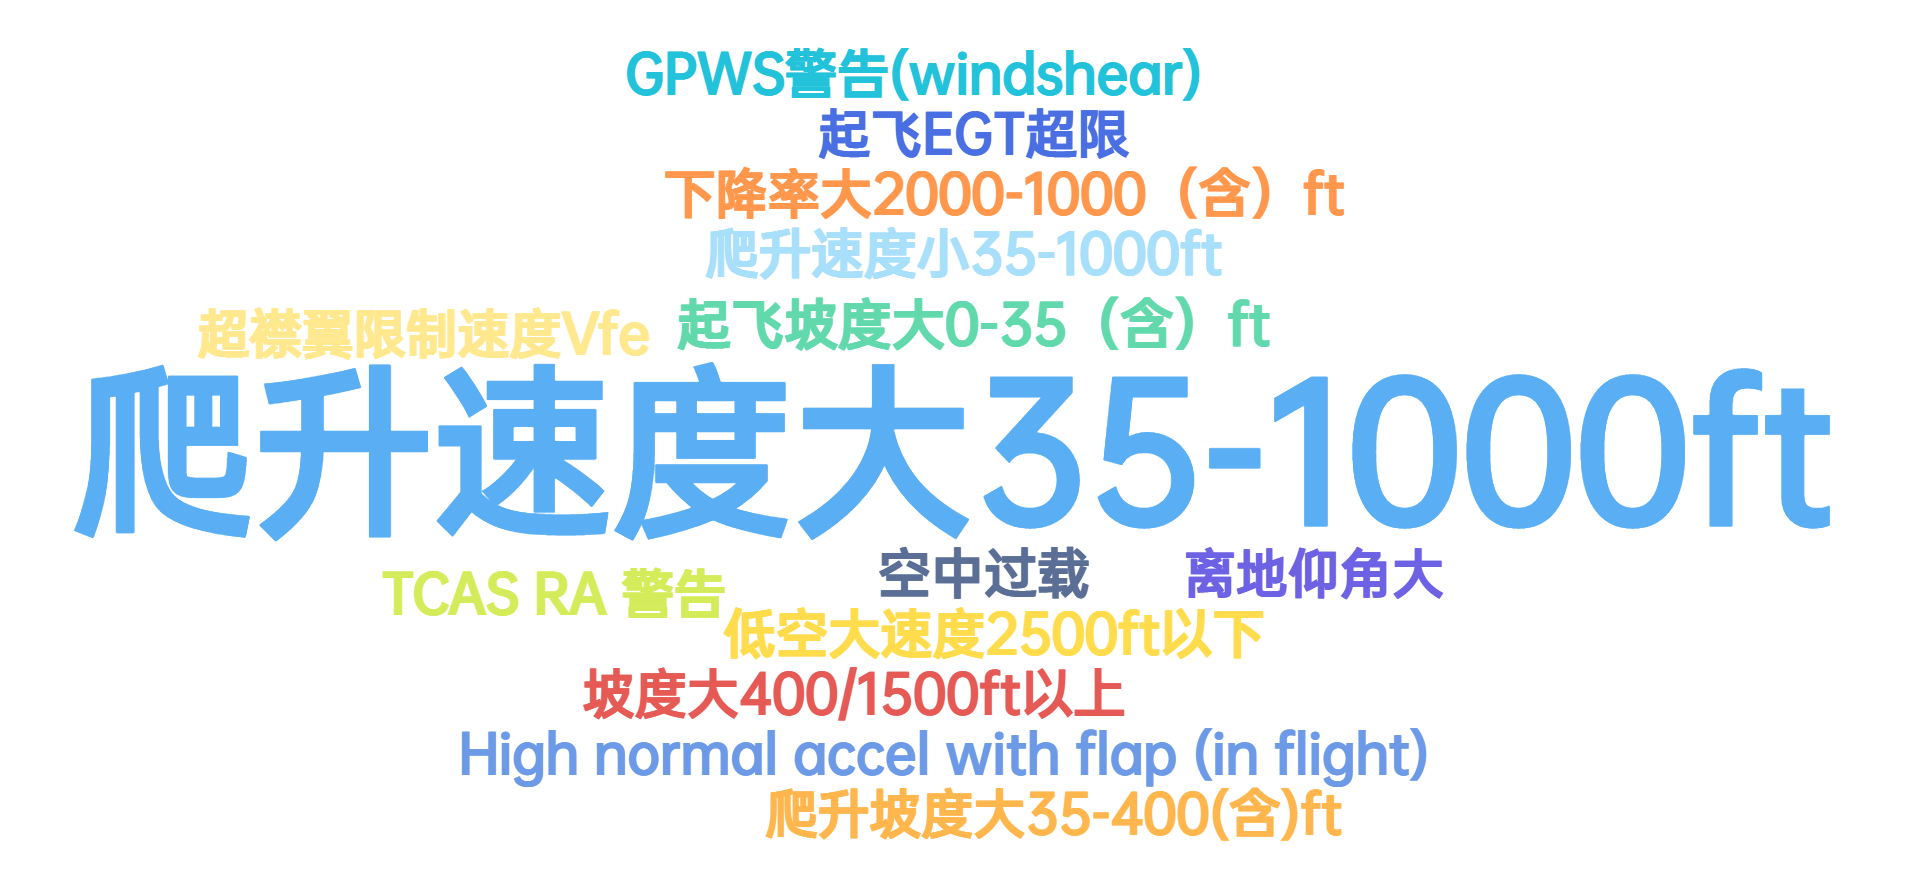 GPWS警告(windshear)
起飞EGT超限
下降率大2000-1000（含）ft
爬升速度小35-1000ft
起飞坡度大0-35（含）ft
超襟翼限制速度Vfe
爬升速度大35-1000ft
空中过载
离地仰角大
TCAS RA 警告
低空大速度2500ft以下
坡度大400/1500ft以上
High normal accel with flap (in flight)
爬升坡度大35-400(含)ft